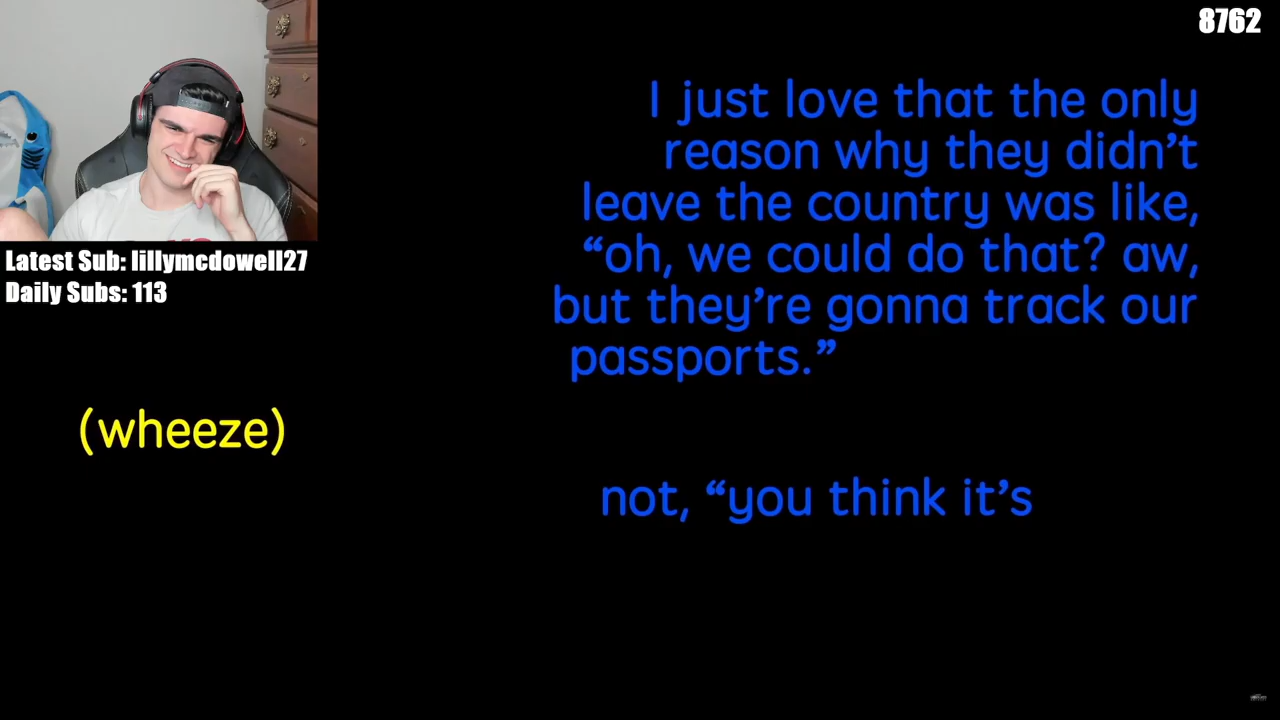 8762
I just love that the only
reason why they didn’t
leave the country was like,
“oh, we could do that? aw,
but they’re gonna track our
passports.”
Latest Sub: lillymcdowell27
Daily Subs: 113
(wheeze)
not, “you think it’s